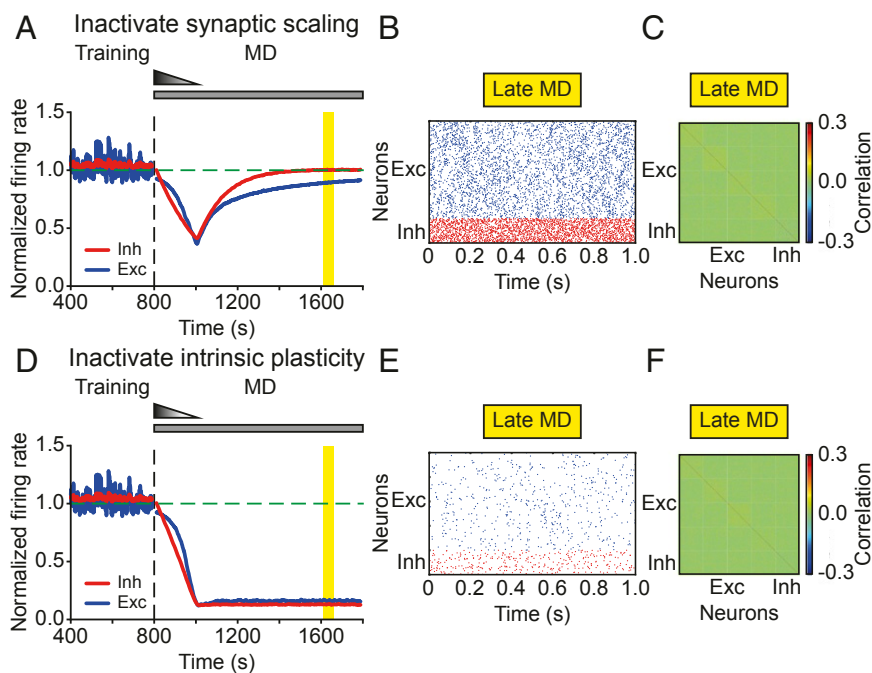 A
Inactivate synaptic scaling
Training
MD
Normalized firing rate
1.5
1.0
0.5
0.0
Inh
Exc
400
800
1200
1600
Time (s)
B
Late MD
Neurons
Exc
Inh
0
0.2
0.4
0.6
0.8
1.0
Time (s)
C
Late MD
Exc
Inh
Exc
Inh
Neurons
0.3
0.0
-0.3
Correlation
D
Inactivate intrinsic plasticity
Training
MD
Normalized firing rate
1.5
1.0
0.5
0.0
Inh
Exc
400
800
1200
1600
Time (s)
E
Late MD
Neurons
Exc
Inh
0
0.2
0.4
0.6
0.8
1.0
Time (s)
F
Late MD
Exc
Inh
Exc
Inh
Neurons
0.3
0.0
-0.3
Correlation